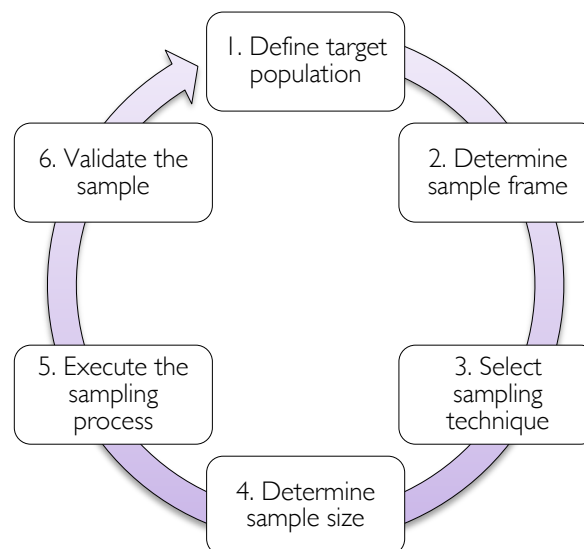 1. Define target
population
2. Determine
sample frame
3. Select
sampling
technique
4. Determine
sample size
5. Execute the
sampling
process
6. Validate the
sample